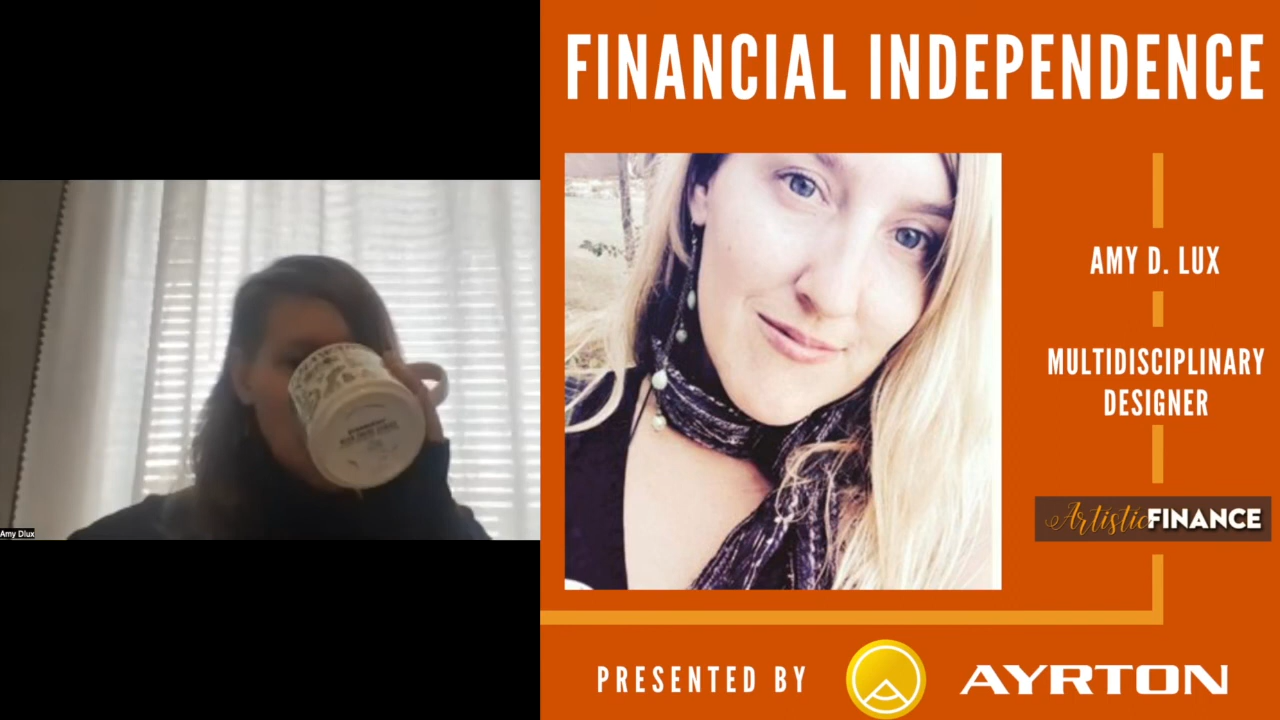 FINANCIAL INDEPENDENCE
AMY D. LUX
MULTIDISCIPLINARY
DESIGNER
ArtisticFINANCE
Amy Dlux
PRESENTED BY
AYRTON